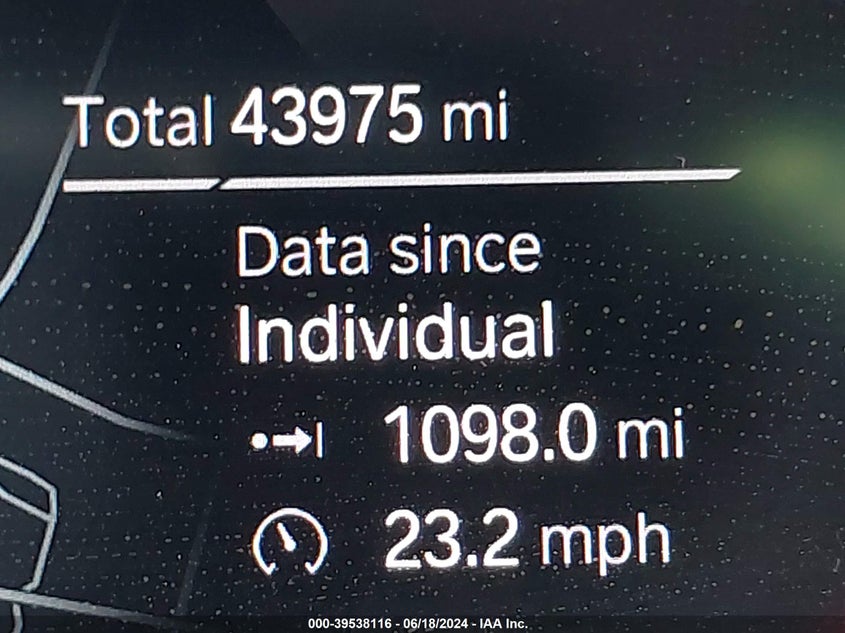 Total 43975 mi
Data since
Individual
1098.0 mi
23.2 mph
000-39538116 - 06/18/2024 - IAA Inc.